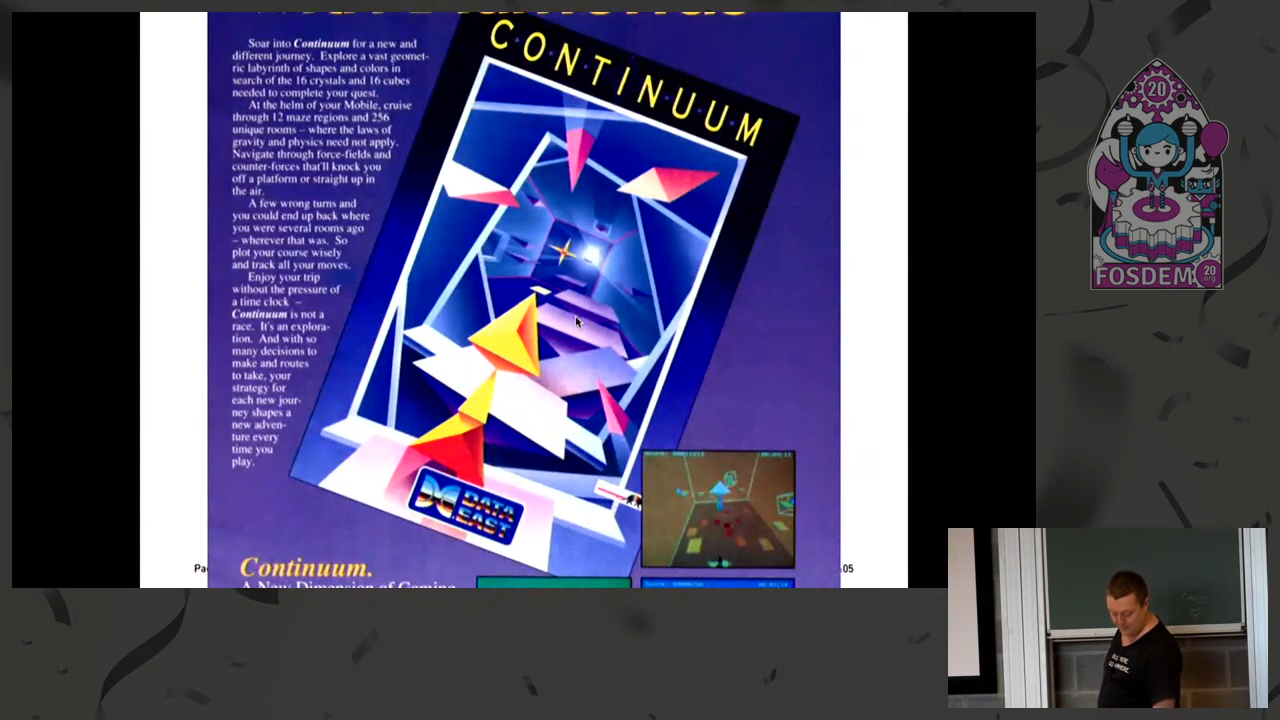 Soar into Continuum for a new and
different journey. Explore a vast geomet-
ric labyrinth of shapes and colors in
search of the 16 crystals and 16 cubes
needed to complete your quest.
At the helm of your Mobile, cruise
through 12 maze regions and 256
unique rooms – where the laws of
gravity and physics need not apply.
Navigate through force-fields and
counter-forces that'll knock you
off a platform or straight up in
the air.
A few wrong turns and
you could end up back where
you were several rooms ago
– wherever that was. So
plot your course wisely
and track all your moves.
Enjoy your trip
without the pressure of
a time clock –
Continuum is not a
race. It's an explora-
tion. And with so
many decisions to
make and routes
to take, your
strategy for
each new jour-
ney shapes a
new adven-
ture every
time you
play.
C·O·N·T·I·N·U·U·M
DATA
EAST
Continuum.
A New Dimension of Gaming
05
20
FOSDEM
20
.org